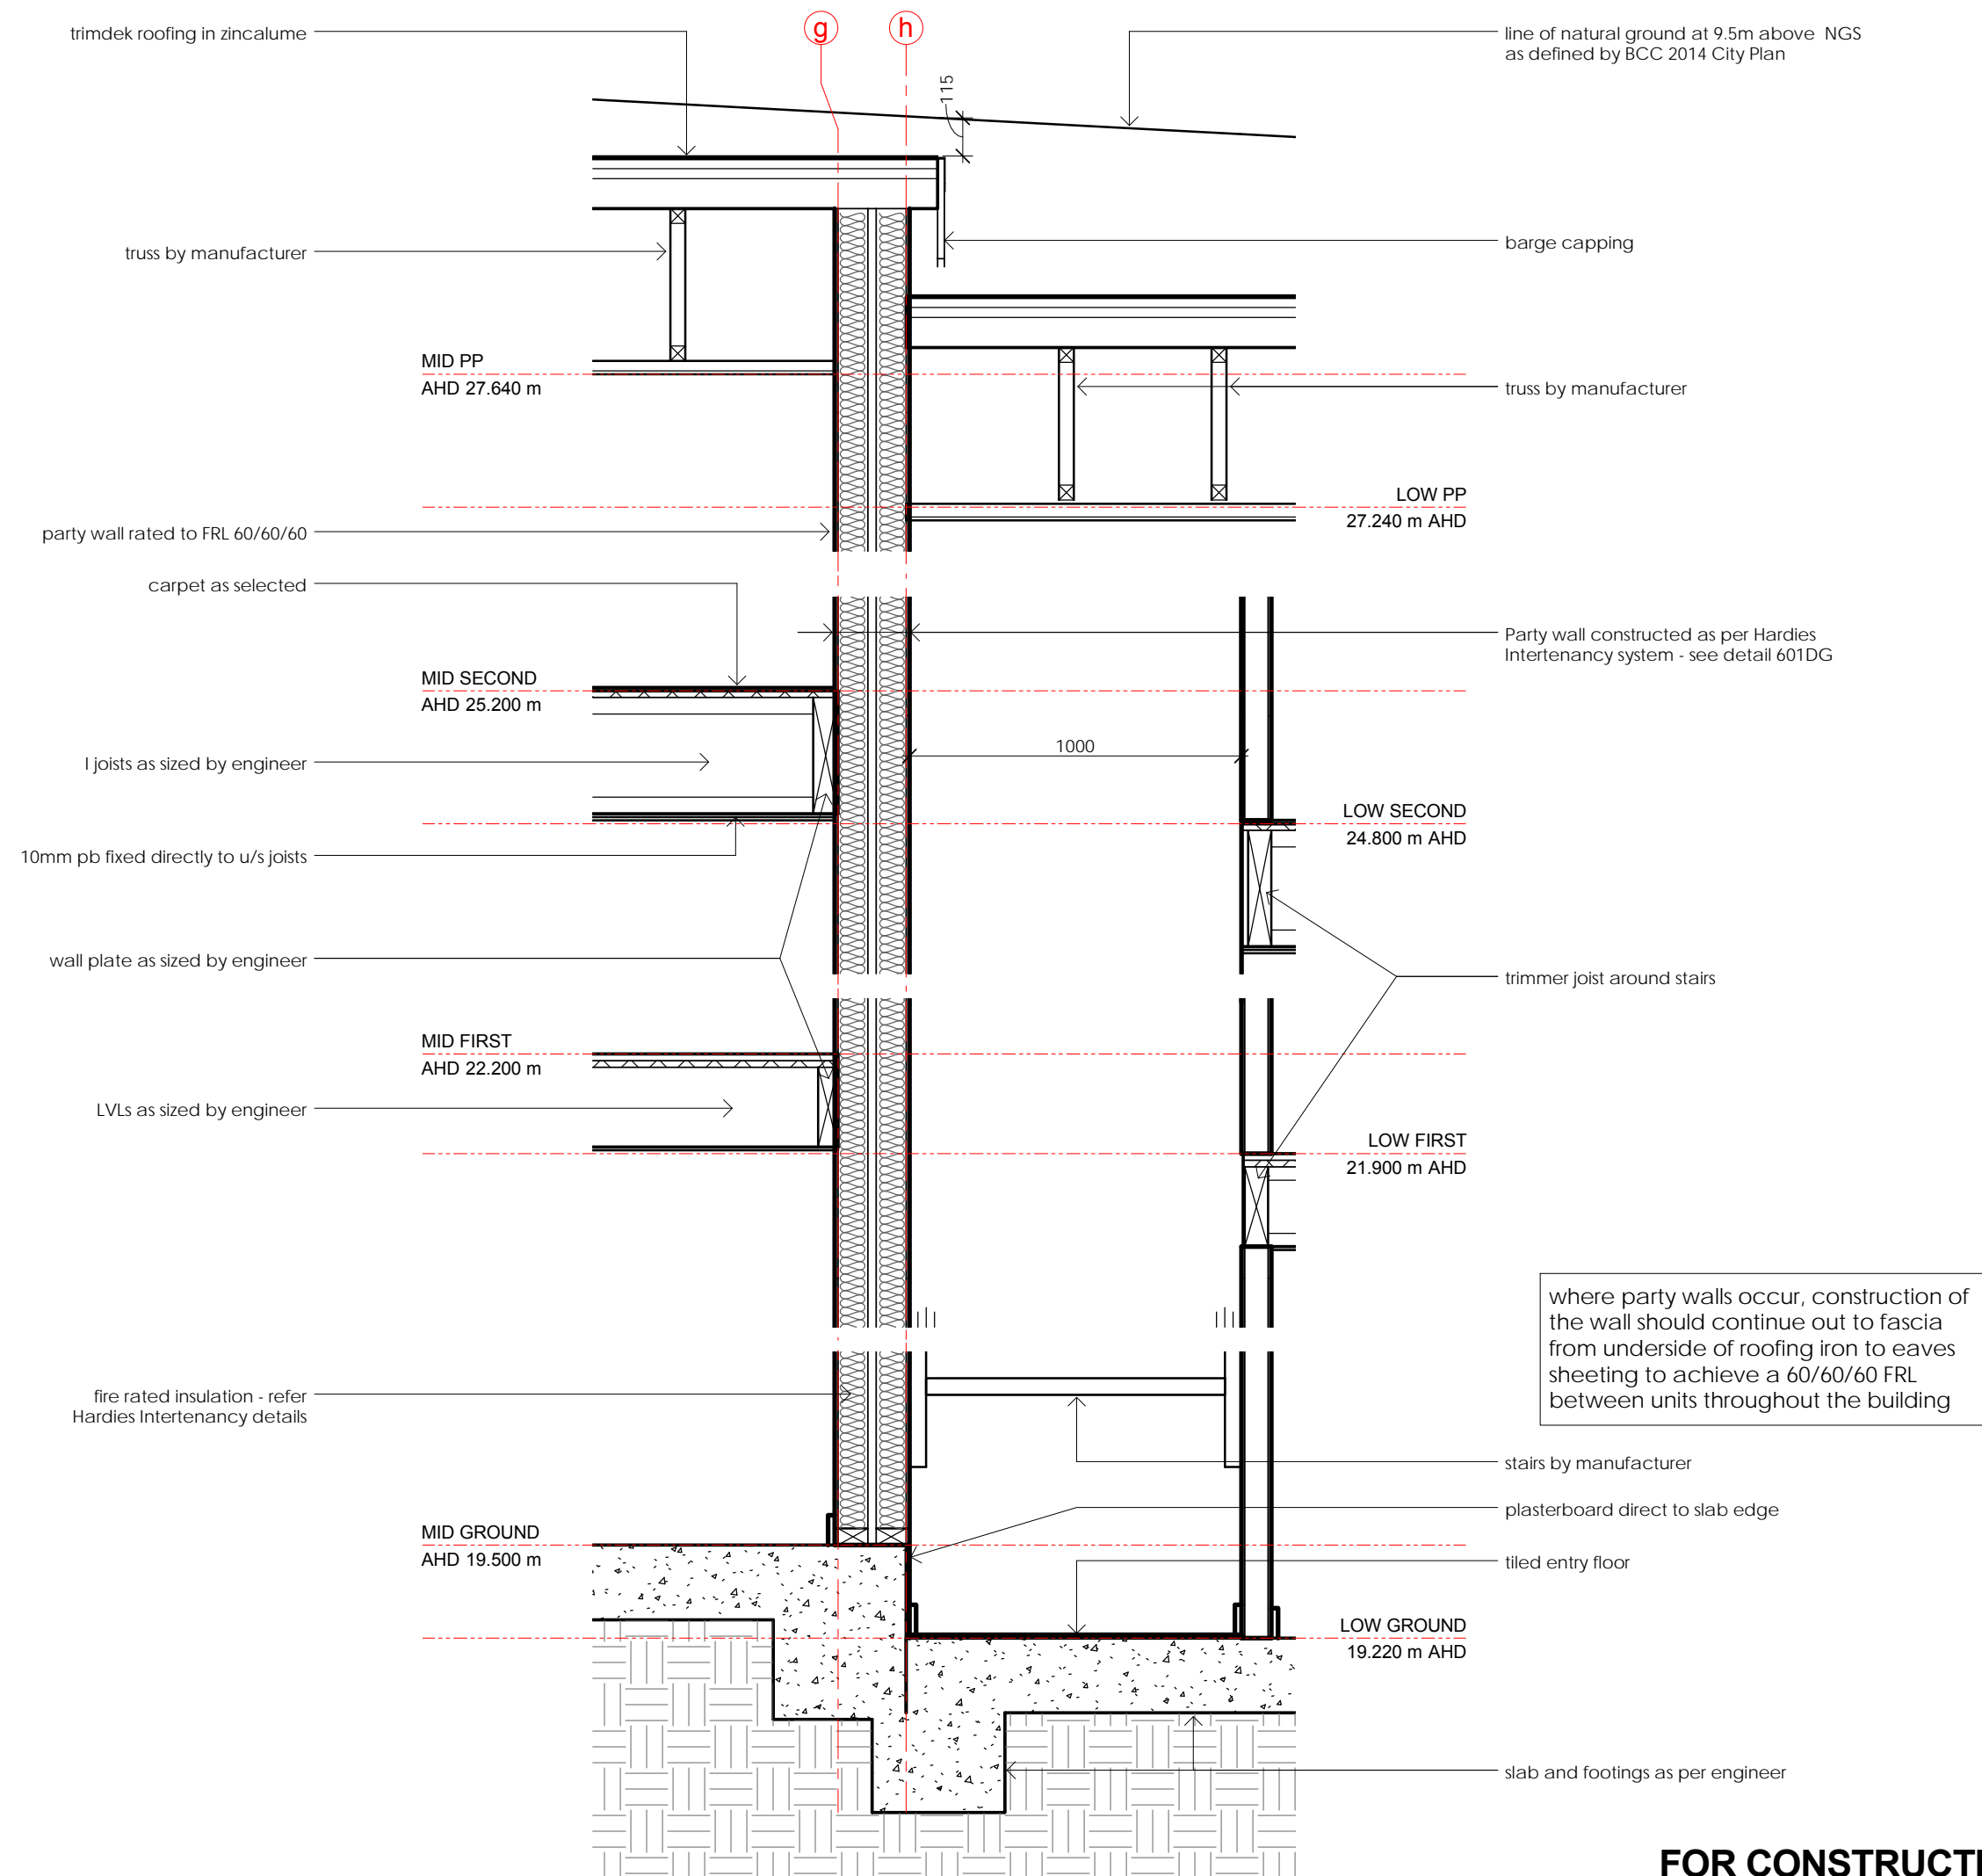 trimdek roofing in zincalume
g
h
line of natural ground at 9.5m above NGS
as defined by BCC 2014 City Plan
115
truss by manufacturer
barge capping
MID PP
AHD 27.640 m
truss by manufacturer
LOW PP
27.240 m AHD
party wall rated to FRL 60/60/60
carpet as selected
Party wall constructed as per Hardies
Intertenancy system - see detail 601DG
MID SECOND
AHD 25.200 m
1000
I joists as sized by engineer
LOW SECOND
24.800 m AHD
10mm pb fixed directly to u/s joists
wall plate as sized by engineer
trimmer joist around stairs
MID FIRST
AHD 22.200 m
LVLs as sized by engineer
LOW FIRST
21.900 m AHD
where party walls occur, construction of
the wall should continue out to fascia
from underside of roofing iron to eaves
sheeting to achieve a 60/60/60 FRL
between units throughout the building
fire rated insulation - refer
Hardies Intertenancy details
stairs by manufacturer
plasterboard direct to slab edge
MID GROUND
AHD 19.500 m
tiled entry floor
LOW GROUND
19.220 m AHD
slab and footings as per engineer
FOR CONSTRUCTI